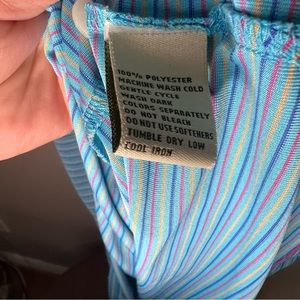 100% POLYESTER
MACHINE WASH COLD
GENTLE CYCLE
WASH DARK
COLORS SEPARATELY
DO NOT BLEACH
DO NOT USE SOFTENERS
TUMBLE DRY LOW
COOL IRON